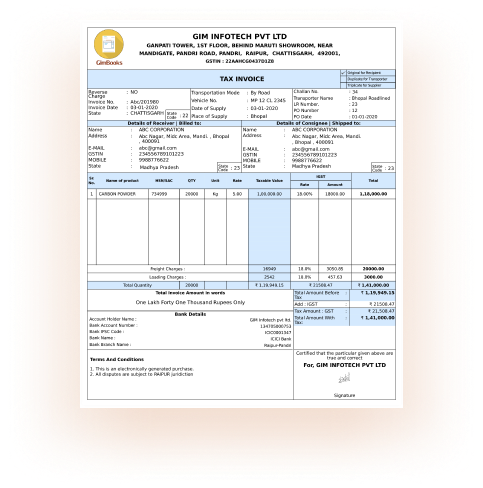 GIM INFOTECH PVT LTD
GANPATI TOWER, 1ST FLOOR, BEHIND MARUTI SHOWROOM, NEAR
MANDIGATE, PANDRI ROAD, PANDRI, RAIPUR, CHATTISGARH, 492001,
GSTIN : 22AAHCG0437D1Z8
GimBooks
TAX INVOICE
Original for Recipient
Duplicate for Transporter
Triplicate for Supplier
Reverse Charge : NO
Invoice No. : Abc/201980
Invoice Date : 03-01-2020
State : CHATTISGARH State Code : 22
Transportation Mode : By Road
Vehicle No. : MP 12 CL 2345
Date of Supply : 03-01-2020
Place of Supply : Bhopal
Challan No. : 34
Transporter Name : Bhopal Roadlined
LR Number. : 23
PO Number : 12
PO Date : 01-01-2020
Details of Receiver | Billed to:
Name : ABC CORPORATION
Address : Abc Nagar, Midc Area, Mandi. , Bhopal
, 400091
E-MAIL : abc@gmail.com
GSTIN : 234556789101223
MOBILE : 9988776622
State : Madhya Pradesh State Code : 23
Details of Consignee | Shipped to:
Name : ABC CORPORATION
Address : Abc Nagar, Midc Area, Mandi.
, Bhopal , 400091
E-MAIL : abc@gmail.com
GSTIN : 234556789101223
MOBILE : 9988776622
State : Madhya Pradesh State Code : 23
Sr. No. Name of product HSN/SAC QTY Unit Rate Taxable Value IGST Rate Amount Total
1 CARBON POWDER 734999 20000 Kg 5.00 1,00,000.00 18.00% 18000.00 1,18,000.00
Freight Charges : 16949 18.0% 3050.85 20000.00
Loading Charges : 2542 18.0% 457.63 3000.00
Total Quantity 20000 ₹ 1,19,949.15 ₹ 21508.47 ₹ 1,41,000.00
Total Invoice Amount in words
One Lakh Forty One Thousand Rupees Only
Total Amount Before Tax : ₹ 1,19,949.15
Add : IGST : ₹ 21508.47
Tax Amount : GST : ₹ 21,508.47
Total Amount With Tax: : ₹ 1,41,000.00
Bank Details
Account Holder Name : GIM Infotech pvt ltd.
Bank Account Number : 134705000753
Bank IFSC Code : ICIC0001347
Bank Name : ICICI Bank
Bank Branch Name : Raipur-Pandri
Terms And Conditions
1. This is an electronically generated purchase.
2. All disputes are subject to RAIPUR jurisdiction
Certified that the particular given above are
true and correct
For, GIM INFOTECH PVT LTD
Signature